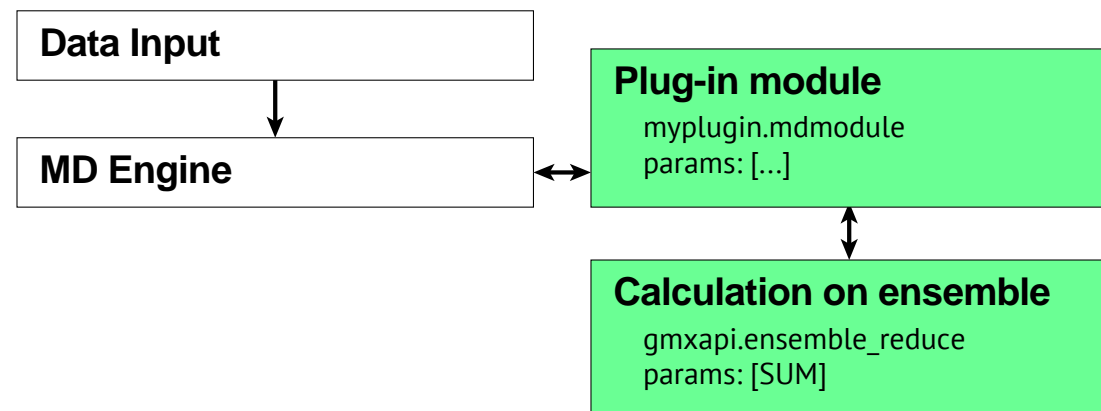 Data Input
MD Engine
Plug-in module
myplugin.mdmodule
params: [...]
Calculation on ensemble
gmxapi.ensemble_reduce
params: [SUM]